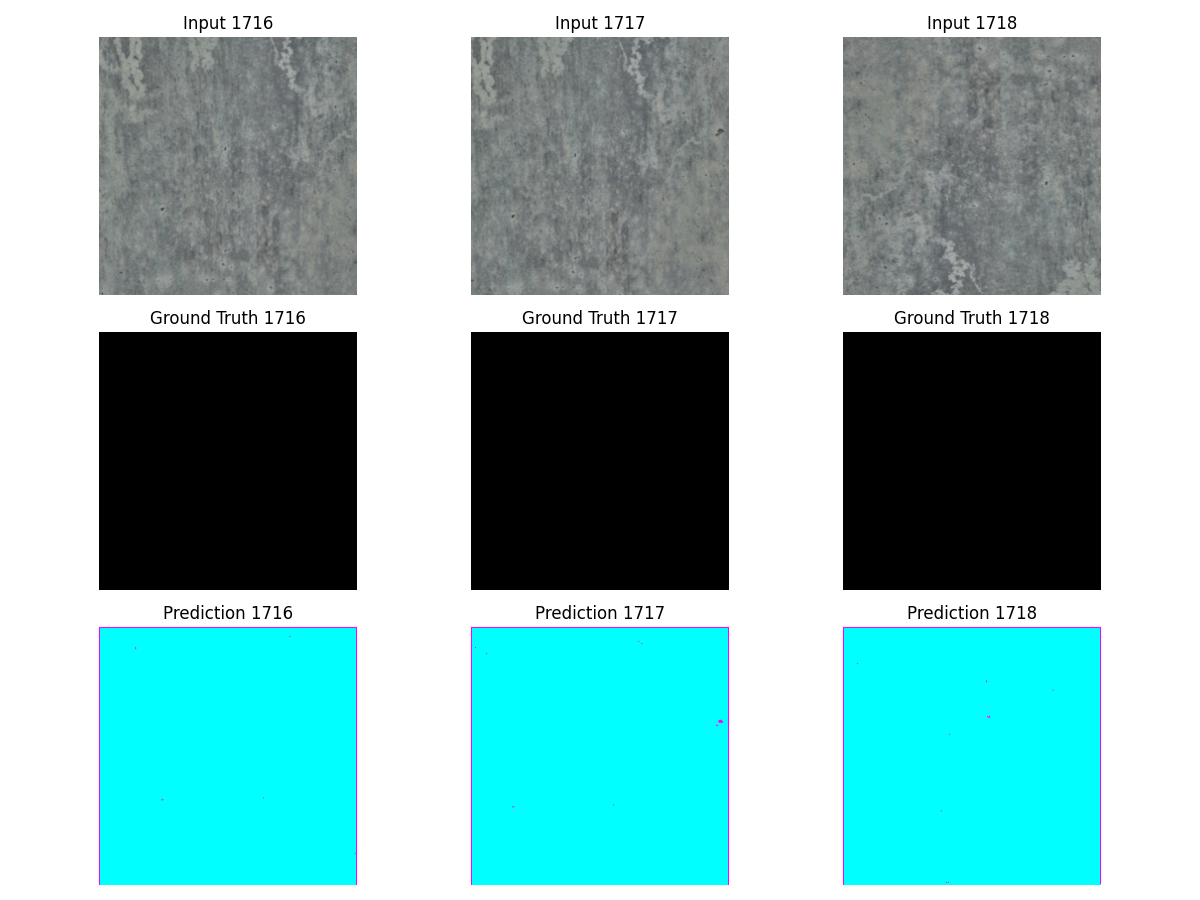 Input 1716
Input 1717
Input 1718
Ground Truth 1716
Ground Truth 1717
Ground Truth 1718
Prediction 1716
Prediction 1717
Prediction 1718